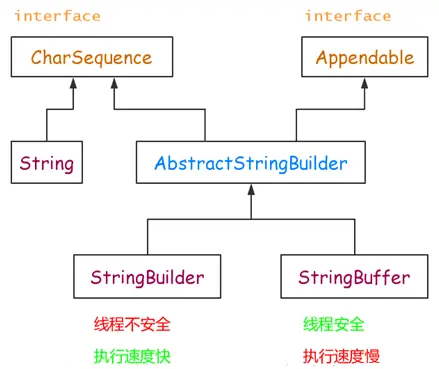 interface interface
CharSequence Appendable
String AbstractStringBuilder
StringBuilder StringBuffer
线程不安全 线程安全
执行速度快 执行速度慢